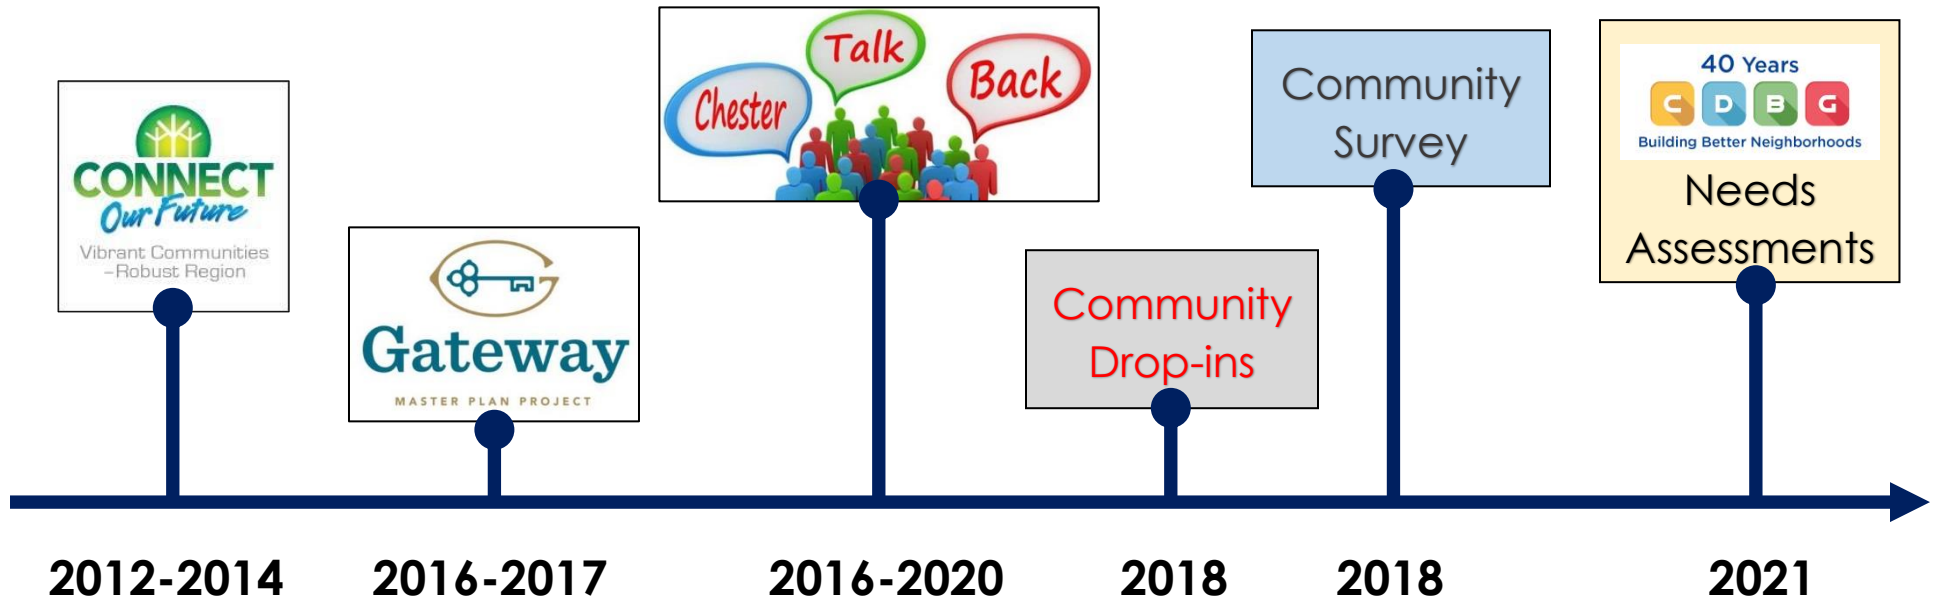 CONNECT
Our Future
Vibrant Communities
–Robust Region
Gateway
MASTER PLAN PROJECT
Chester
Talk
Back
Community
Drop-ins
Community
Survey
40 Years
C D B G
Building Better Neighborhoods
Needs
Assessments
2012-2014
2016-2017
2016-2020
2018
2018
2021